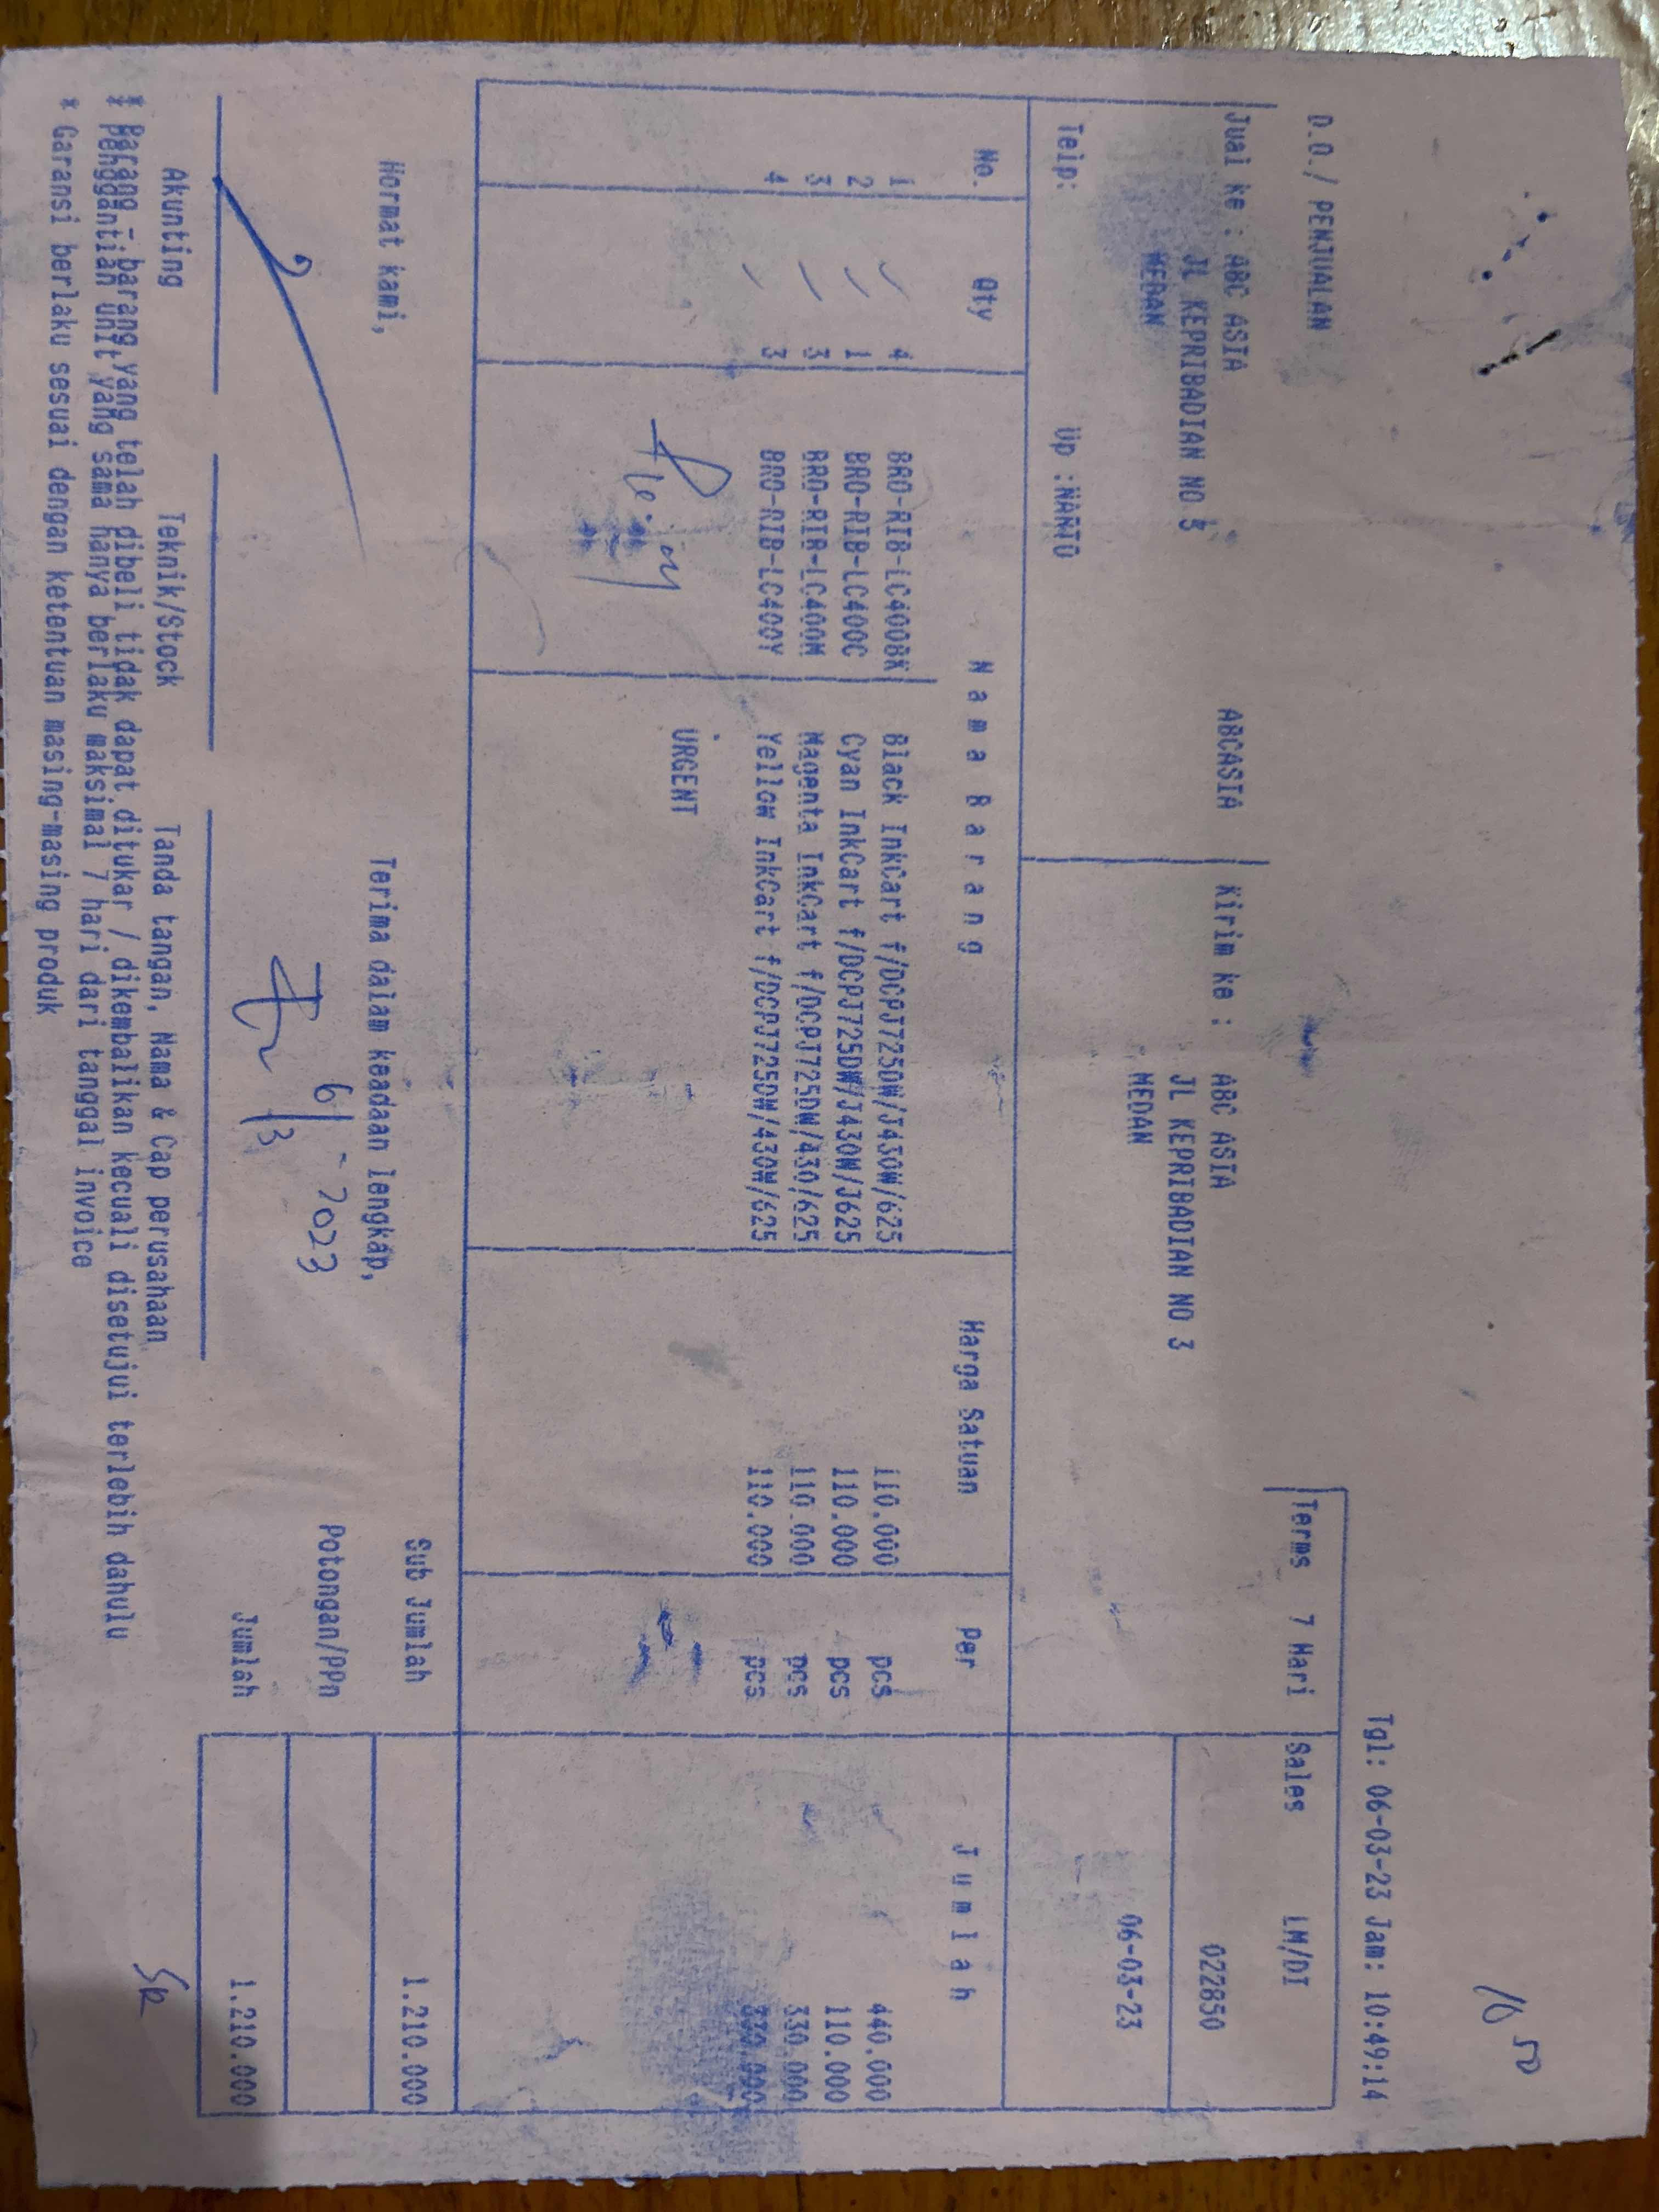 10 50
Tgl: 06-03-23 Jam: 10:49:14
D.O./ PENJUALAN
Terms 7 Hari Sales LM/DI
Jual ke : ABC ASIA ABCASIA Kirim ke : ABC ASIA 022850
JL KEPRIBADIAN NO 3 JL KEPRIBADIAN NO 3
MEDAN MEDAN 06-03-23
Telp: Up :NANTO
No. Qty Nama Barang Harga Satuan Per Jumlah
1 4 BRO-RIB-LC400BK Black InkCart f/DCPJ725DW/J430W/625 110.000 pcs 440.000
2 1 BRO-RIB-LC400C Cyan InkCart f/DCPJ725DW/J430W/J625 110.000 pcs 110.000
3 3 BRO-RIB-LC400M Magenta InkCart f/DCPJ725DW/430/625 110.000 pcs 330.000
4 3 BRO-RIB-LC400Y Yellow InkCart f/DCPJ725DW/430W/625 110.000 pcs 330.000
URGENT
Sub Jumlah 1.210.000
Hormat kami, Terima dalam keadaan lengkap,
Potongan/PPn
6/3 - 2023
Jumlah 1.210.000
Akunting Teknik/Stock Tanda tangan, Nama & Cap perusahaan
* Barang - barang yang telah dibeli tidak dapat ditukar / dikembalikan kecuali disetujui terlebih dahulu
* Penggantian unit yang sama hanya berlaku maksimal 7 hari dari tanggal invoice
* Garansi berlaku sesuai dengan ketentuan masing-masing produk